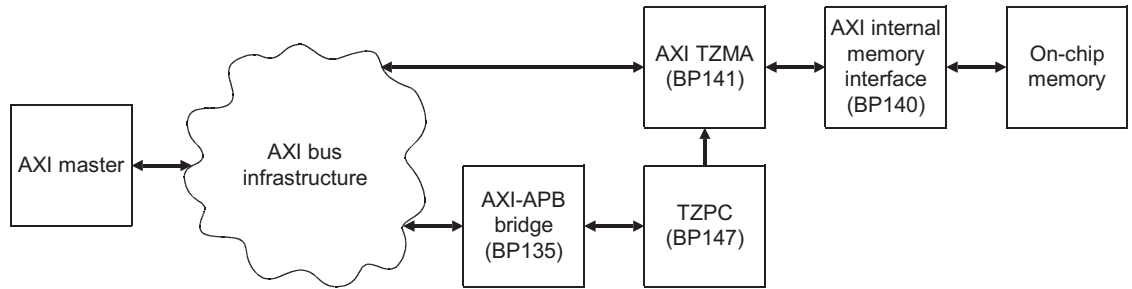 AXI master
AXI bus
infrastructure
AXI TZMA
(BP141)
AXI internal
memory
interface
(BP140)
On-chip
memory
AXI-APB
bridge
(BP135)
TZPC
(BP147)